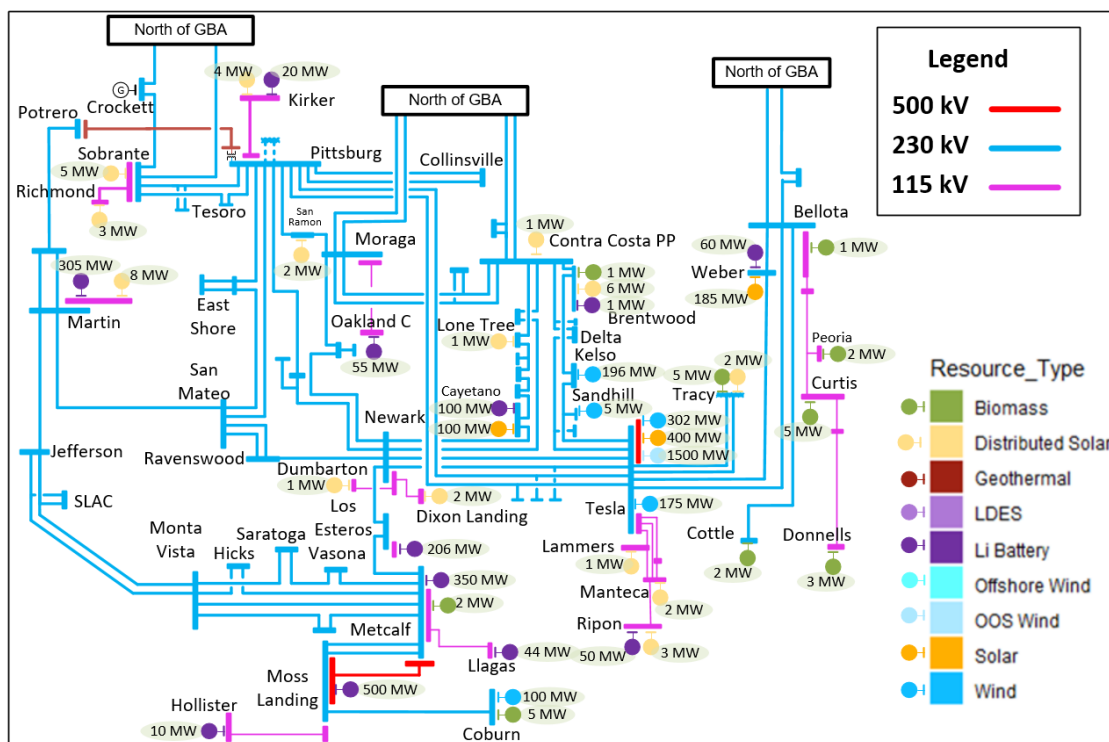 North of GBA
North of GBA
North of GBA
Legend
500 kV
230 kV
115 kV
4 MW
20 MW
Kirker
G
Crockett
Potrero
Sobrante
5 MW
Richmond
3 MW
Tesoro
Pittsburg
Collinsville
San
Ramon
2 MW
Moraga
1 MW
Contra Costa PP
1 MW
6 MW
1 MW
Brentwood
Bellota
60 MW
Weber
185 MW
1 MW
305 MW
8 MW
Martin
East
Shore
Oakland C
55 MW
Lone Tree
1 MW
Delta
Kelso
196 MW
Peoria
2 MW
Curtis
5 MW
San
Mateo
Cayetano
100 MW
100 MW
Sandhill
5 MW
2 MW
5 MW
Tracy
Newark
302 MW
400 MW
1500 MW
Resource_Type
Biomass
Distributed Solar
Geothermal
LDES
Li Battery
Offshore Wind
OOS Wind
Solar
Wind
Jefferson
Ravenswood
Dumbarton
1 MW
2 MW
Dixon Landing
SLAC
Los
Esteros
206 MW
Tesla
175 MW
Cottle
2 MW
Donnells
3 MW
Monta
Vista
Saratoga
Hicks
Vasona
Lammers
1 MW
Manteca
2 MW
350 MW
2 MW
Metcalf
Ripon
50 MW
3 MW
44 MW
Llagas
Moss
Landing
500 MW
Hollister
10 MW
100 MW
5 MW
Coburn